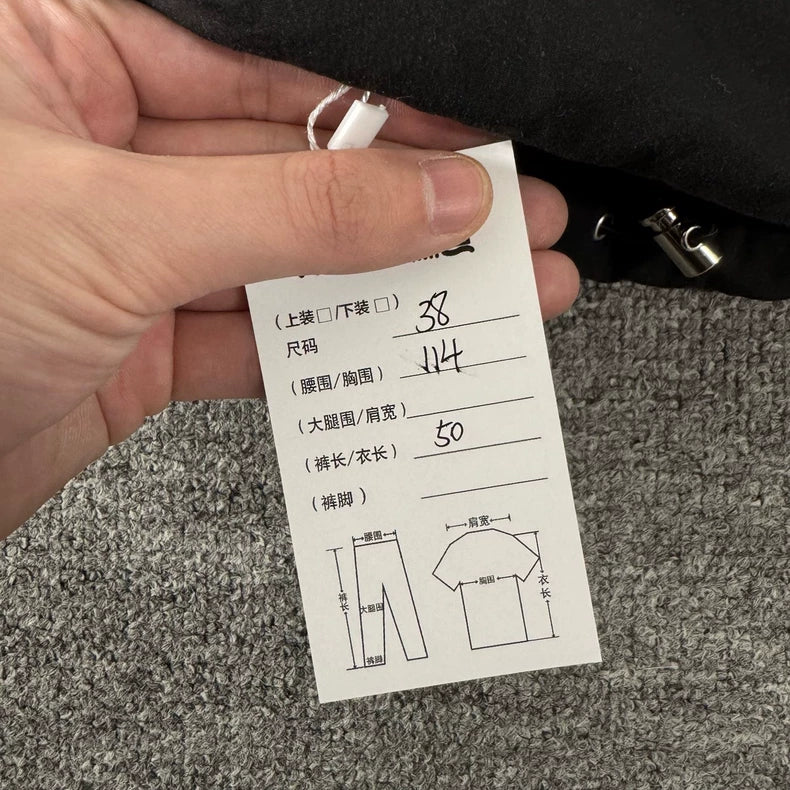 (上装□/下装□) 38
尺码
(腰围/胸围) 114
(大腿围/肩宽)
(裤长/衣长) 50
(裤脚)
腰围
裤长
大腿围
裤脚
肩宽
胸围
衣长